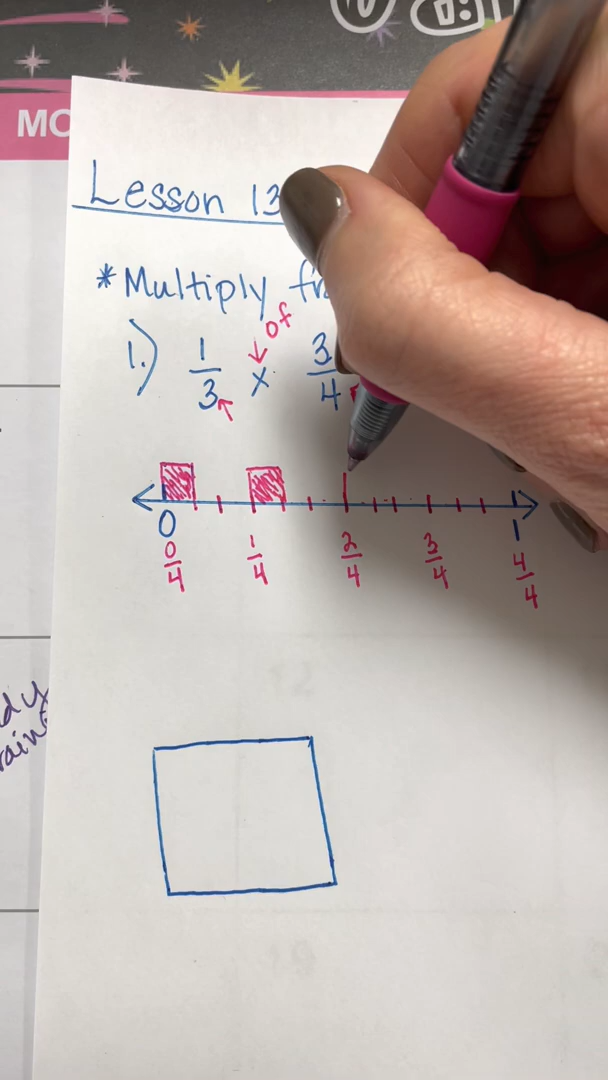 MO
Lesson 13
*Multiply fr
of
1.) 1/3 x 3/4
0 1
0/4 1/4 2/4 3/4 4/4